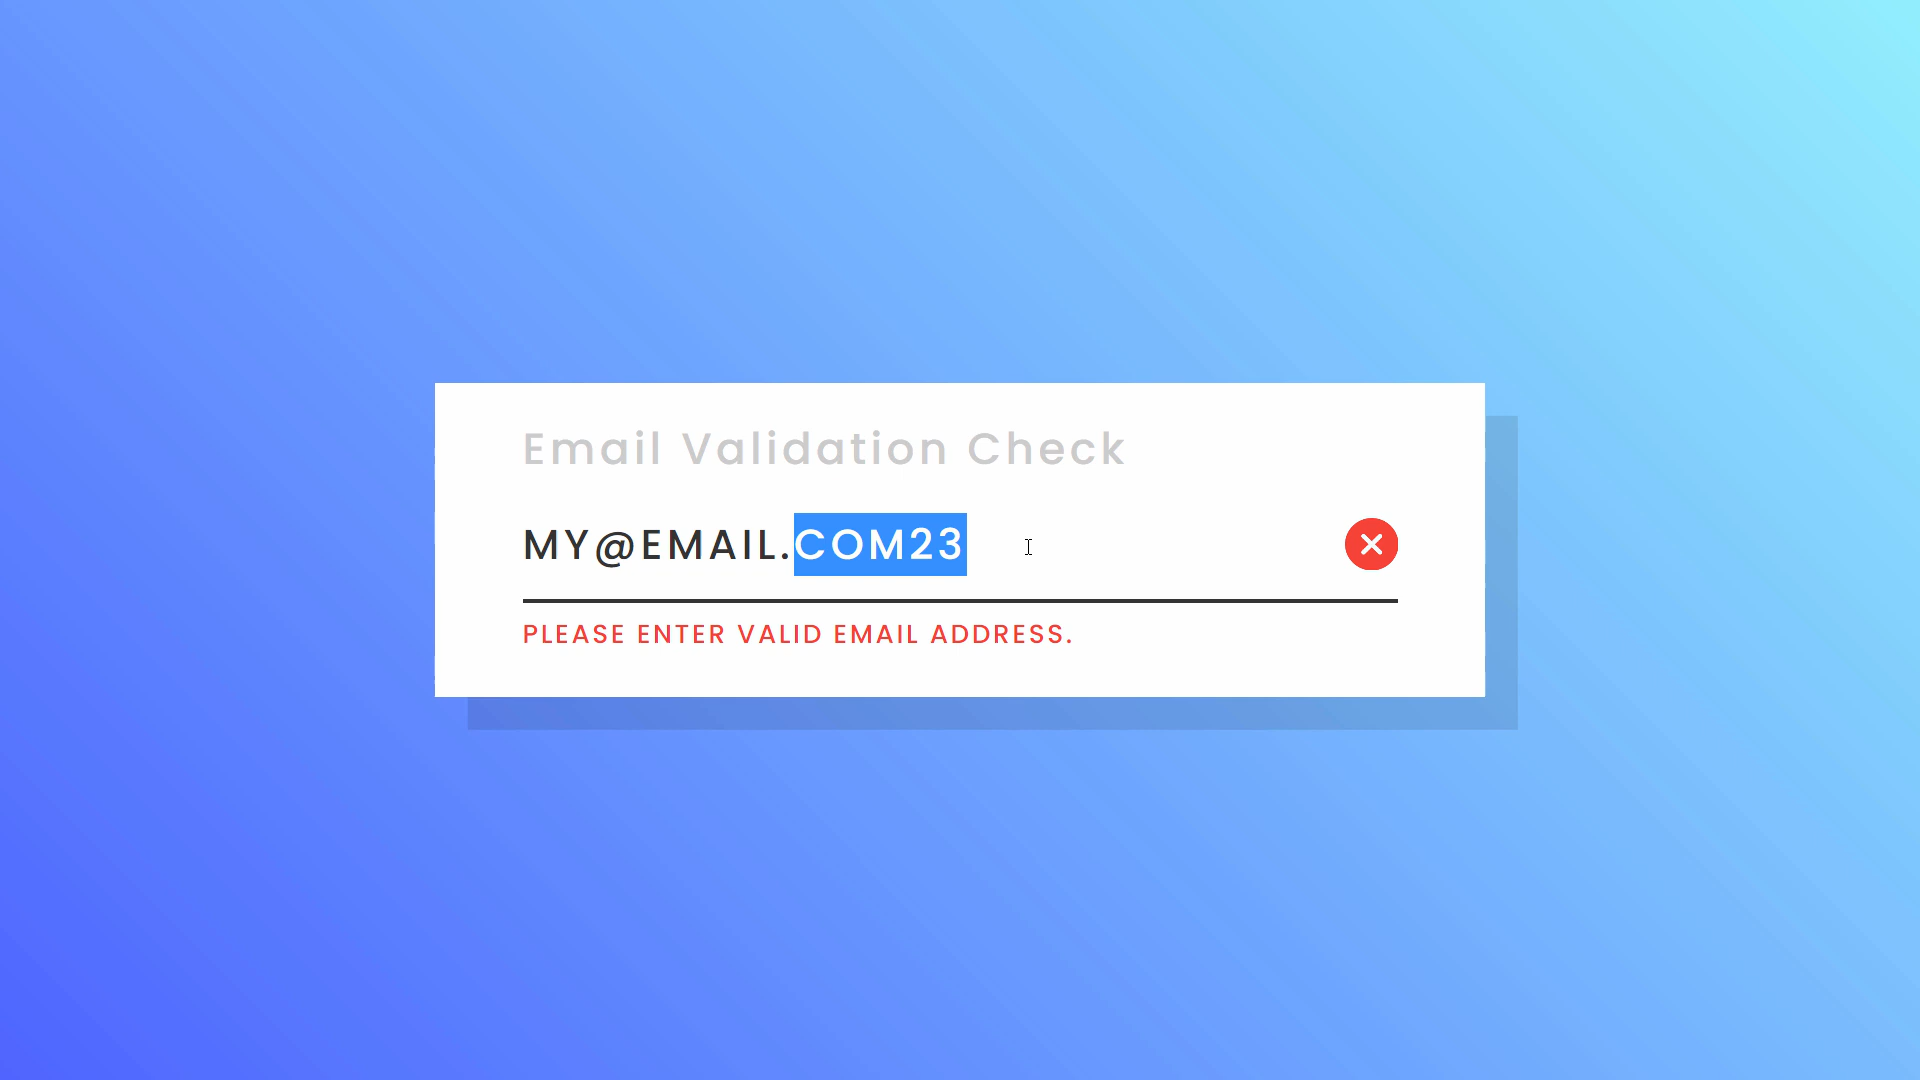 Email Validation Check
MY@EMAIL.COM23
PLEASE ENTER VALID EMAIL ADDRESS.